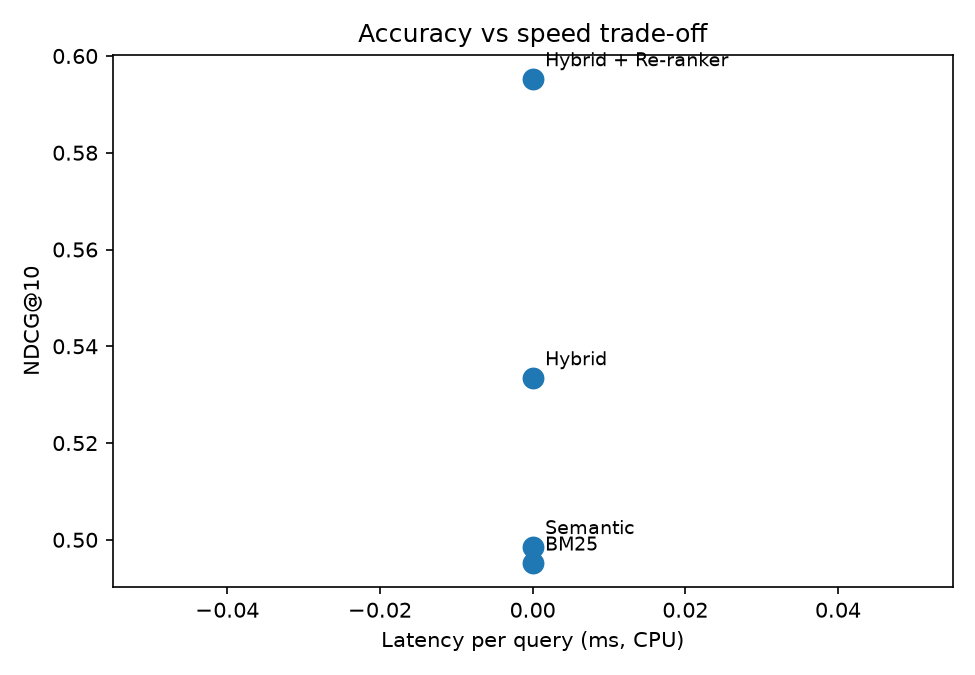 Accuracy vs speed trade-off
0.60
Hybrid + Re-ranker
0.58
0.56
0.54
Hybrid
0.52
Semantic
0.50
BM25
NDCG@10
−0.04
−0.02
0.00
0.02
0.04
Latency per query (ms, CPU)